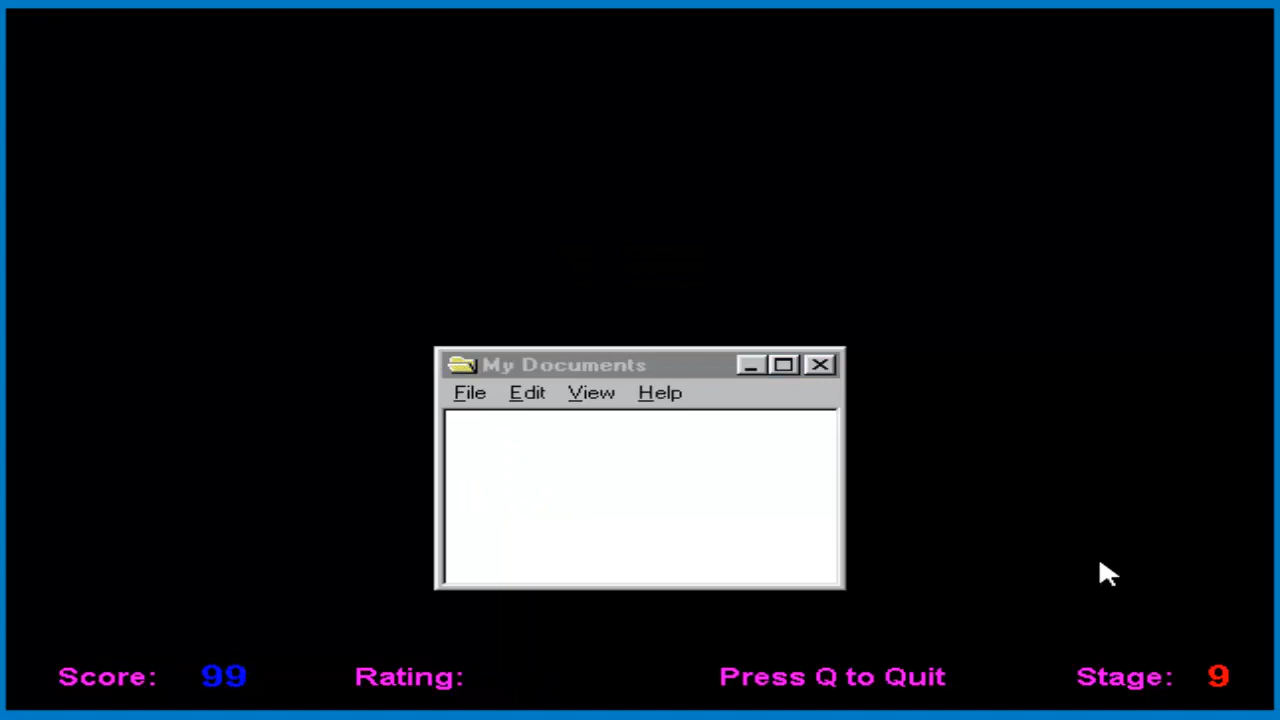 My Documents
File Edit View Help
Score: 99 Rating: Press Q to Quit Stage: 9